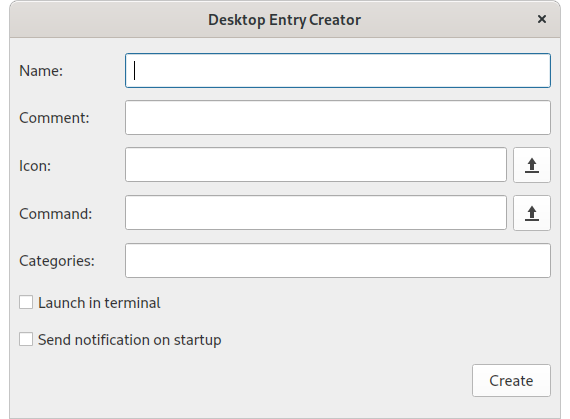 Desktop Entry Creator
Name:
Comment:
Icon:
Command:
Categories:
Launch in terminal
Send notification on startup
Create